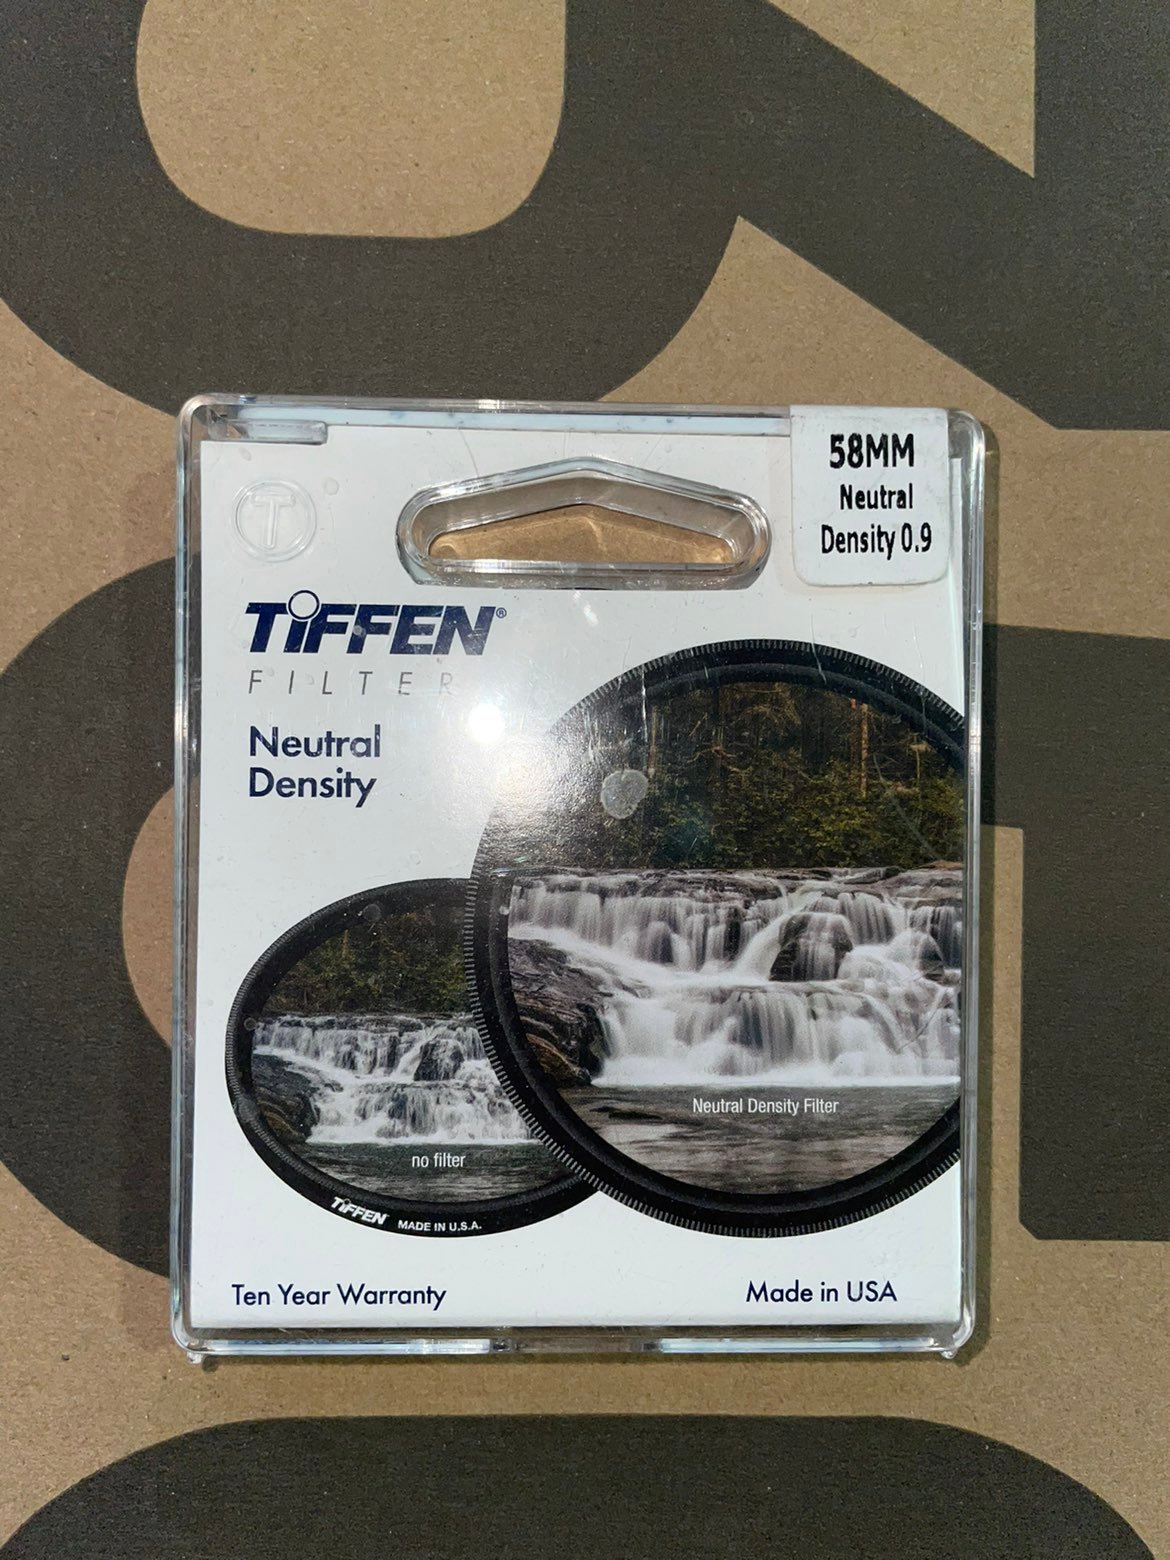 58MM
Neutral
Density 0.9
T
TIFFEN®
FILTER
Neutral
Density
Neutral Density Filter
no filter
TIFFEN MADE IN U.S.A.
Ten Year Warranty
Made in USA